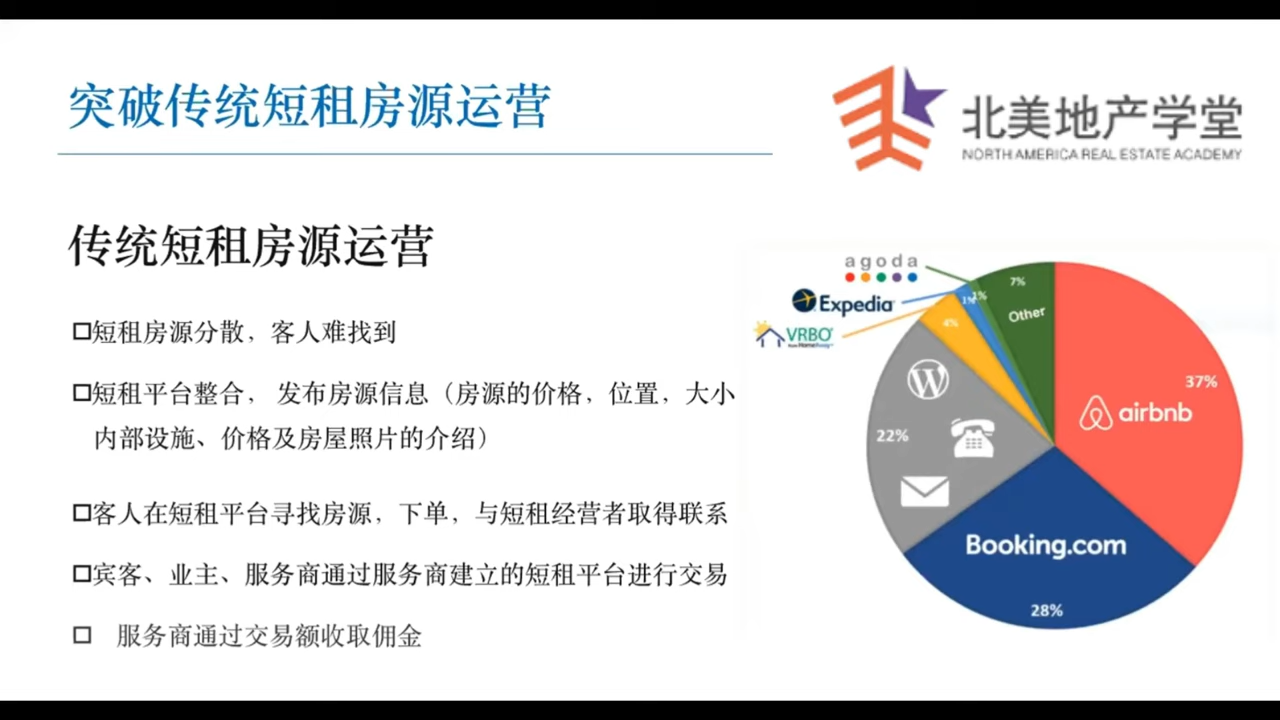 突破传统短租房源运营
北美地产学堂
NORTH AMERICA REAL ESTATE ACADEMY
传统短租房源运营
短租房源分散，客人难找到
短租平台整合， 发布房源信息（房源的价格，位置，大小
内部设施、价格及房屋照片的介绍）
客人在短租平台寻找房源，下单，与短租经营者取得联系
宾客、业主、服务商通过服务商建立的短租平台进行交易
服务商通过交易额收取佣金
agoda
Expedia
VRBO
from HomeAway
4%
1%
1%
7%
Other
37%
airbnb
22%
Booking.com
28%